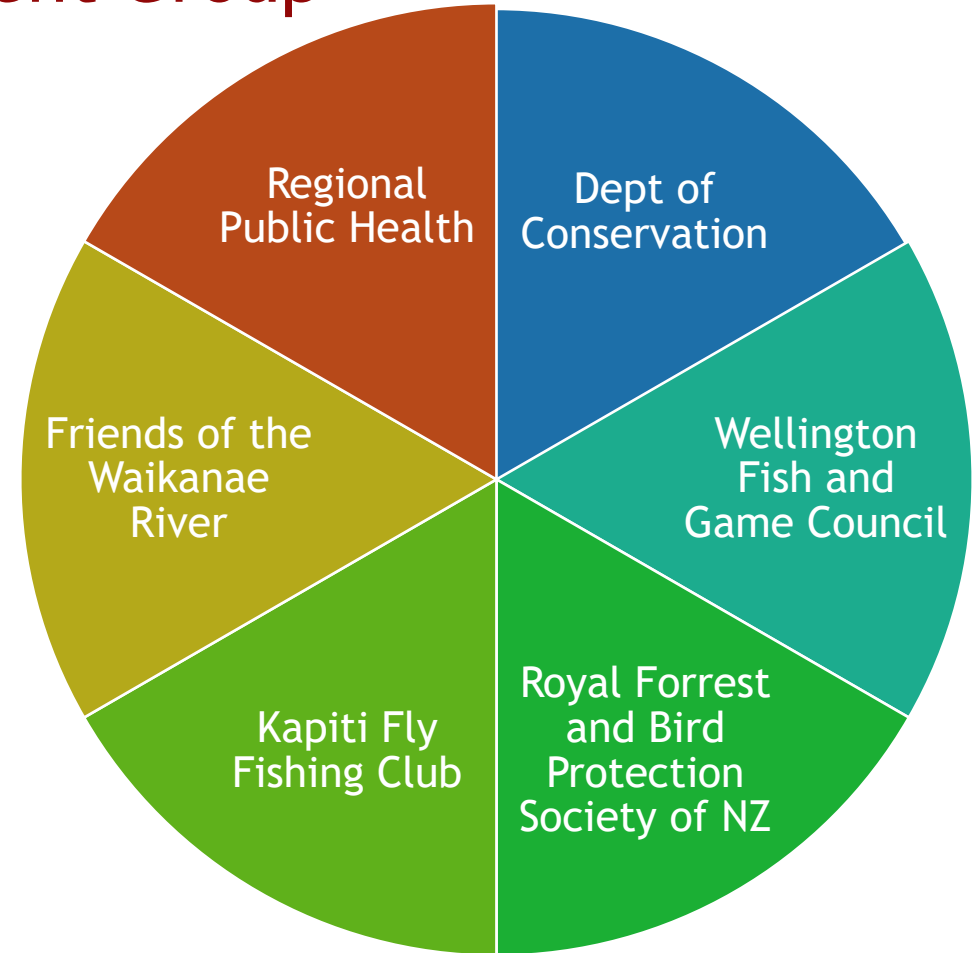 Group
Regional
Public Health
Dept of
Conservation
Wellington
Fish and
Game Council
Royal Forrest
and Bird
Protection
Society of NZ
Kapiti Fly
Fishing Club
Friends of the
Waikanae
River